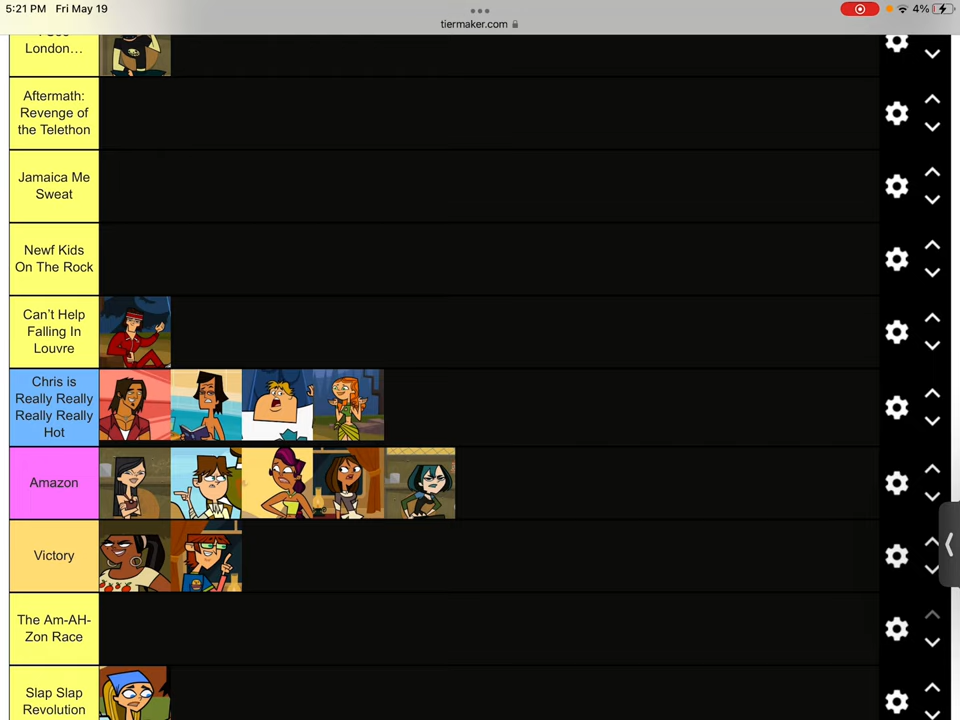 5:21 PM Fri May 19
4%
tiermaker.com
London...
Aftermath:
Revenge of
the Telethon
Jamaica Me
Sweat
Newf Kids
On The Rock
Can't Help
Falling In
Louvre
Chris is
Really Really
Really Really
Hot
Amazon
Victory
The Am-AH-
Zon Race
Slap Slap
Revolution